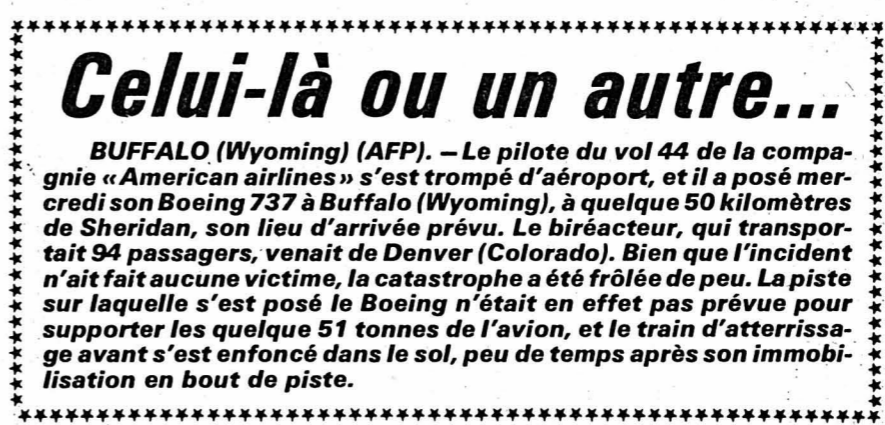 Celui-là ou un autre...
BUFFALO (Wyoming) (AFP). — Le pilote du vol 44 de la compa-
gnie «American airlines» s'est trompé d'aéroport, et il a posé mer-
credi son Boeing 737 à Buffalo (Wyoming), à quelque 50 kilomètres
de Sheridan, son lieu d'arrivée prévu. Le biréacteur, qui transpor-
tait 94 passagers, venait de Denver (Colorado). Bien que l'incident
n'ait fait aucune victime, la catastrophe a été frôlée de peu. La piste
sur laquelle s'est posé le Boeing n'était en effet pas prévue pour
supporter les quelque 51 tonnes de l'avion, et le train d'atterrissa-
ge avant s'est enfoncé dans le sol, peu de temps après son immobi-
lisation en bout de piste.